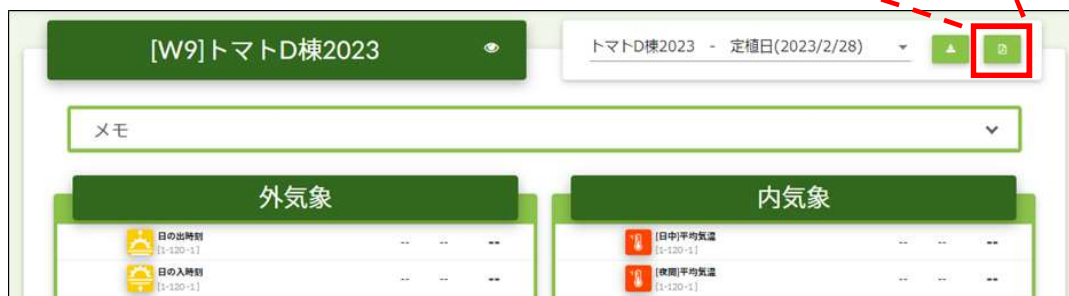 [W9]トマトD棟2023
トマトD棟2023 - 定植日(2023/2/28)
メモ
外気象
日の出時刻
[1-120-1]
-- -- --
日の入時刻
[1-120-1]
-- -- --
内気象
[日中]平均気温
[1-120-1]
-- -- --
[夜間]平均気温
[1-120-1]
-- -- --